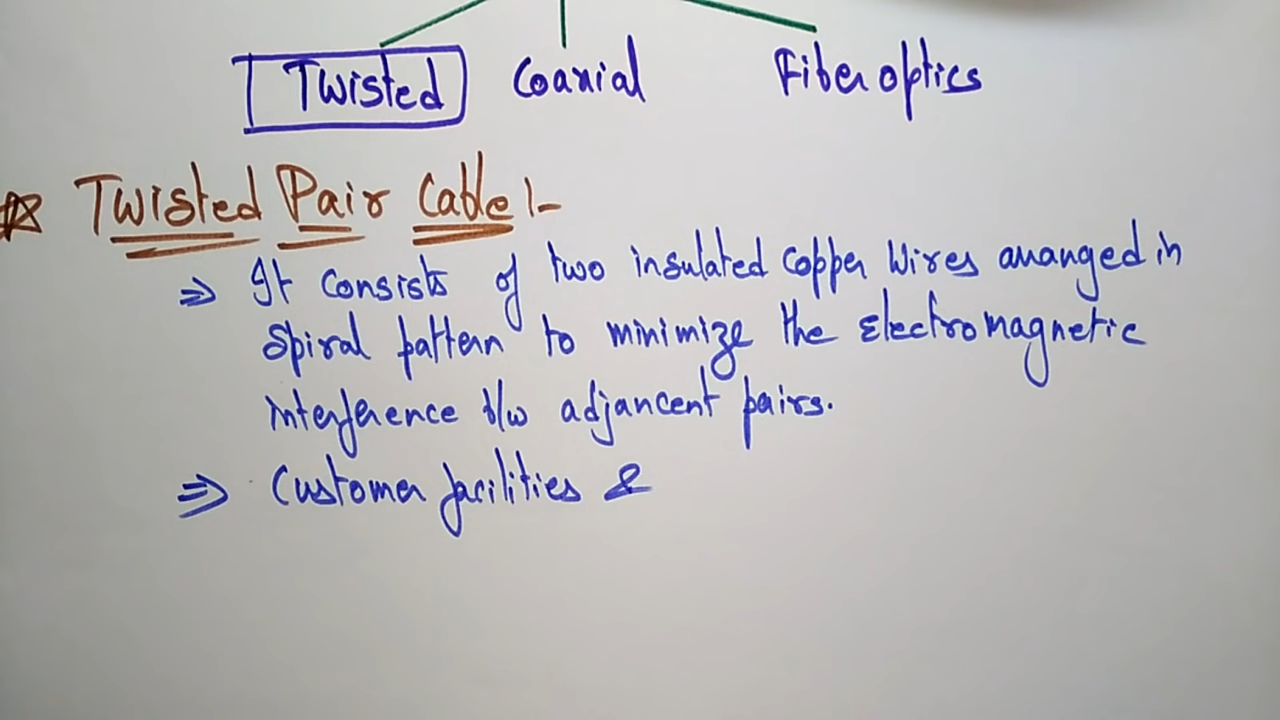 Twisted Coaxial Fiber optics
Twisted Pair Cable :-
⇒ It consists of two insulated copper wires arranged in
spiral pattern to minimize the Electromagnetic
interference b/w adjancent pairs.
⇒ Customer facilities &